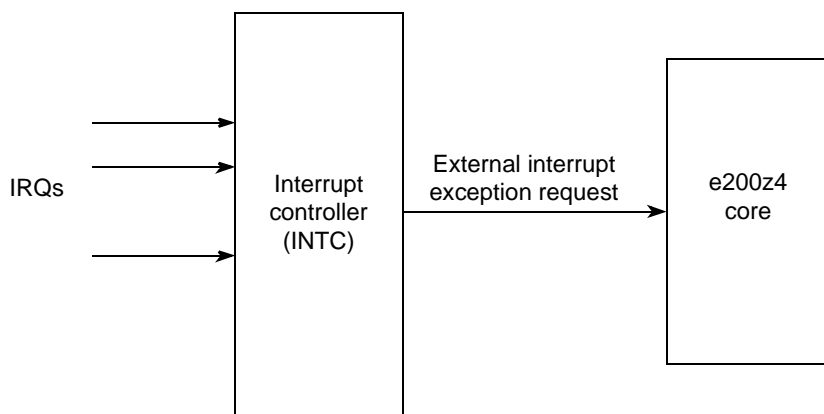 IRQs
Interrupt
controller
(INTC)
External interrupt
exception request
e200z4
core